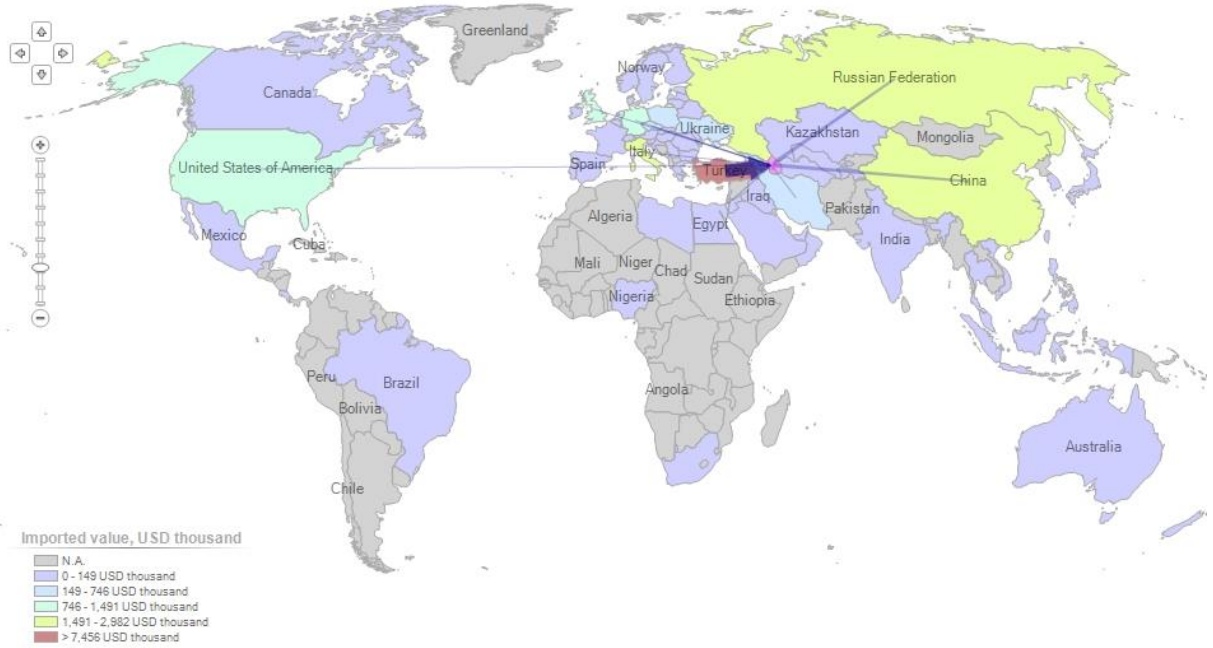 Greenland
Norway
Russian Federation
Canada
Ukraine
Kazakhstan
Mongolia
Italy
United States of America
Spain
Turkey
China
Iraq
Pakistan
Algeria
Egypt
India
Mexico
Cuba
Mali
Niger
Chad
Sudan
Nigeria
Ethiopia
Peru
Brazil
Angola
Bolivia
Australia
Chile
Imported value, USD thousand
N.A.
0 - 149 USD thousand
149 - 746 USD thousand
746 - 1,491 USD thousand
1,491 - 2,982 USD thousand
> 7,456 USD thousand